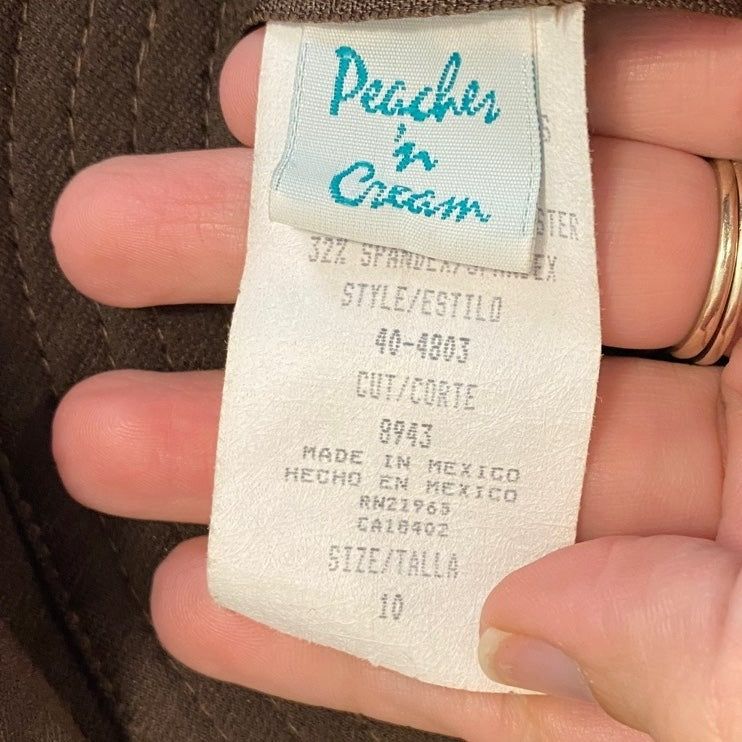 Peaches
'n
Cream
STER
32% SPANDEX/SPANDEX
STYLE/ESTILO
40-4803
CUT/CORTE
8943
MADE IN MEXICO
HECHO EN MEXICO
RN21965
CA18402
SIZE/TALLA
10